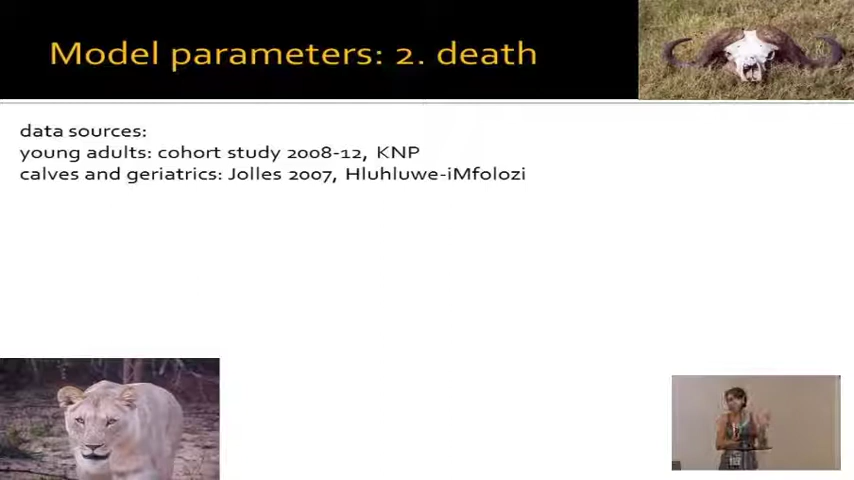 Model parameters: 2. death
data sources:
young adults: cohort study 2008-12, KNP
calves and geriatrics: Jolles 2007, Hluhluwe-iMfolozi